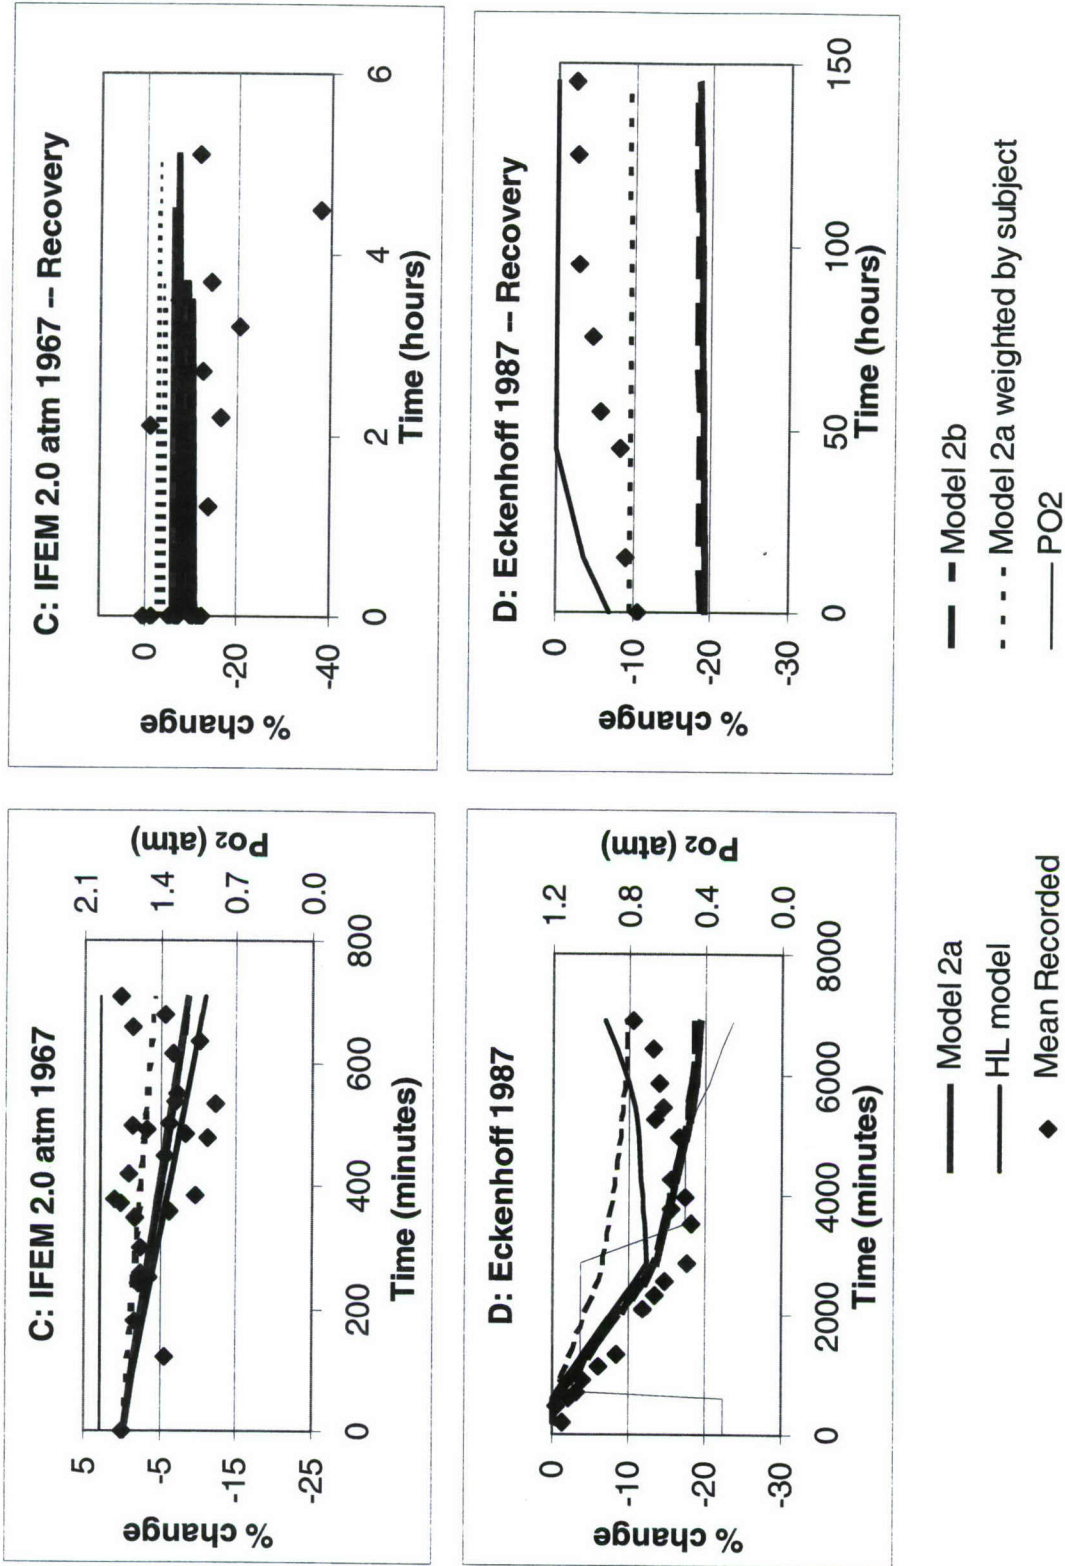 C: IFEM 2.0 atm 1967
% change
5
-5
-15
-25
0
200
400
600
800
Time (minutes)
2.1
1.4
0.7
0.0
PO2 (atm)
C: IFEM 2.0 atm 1967 -- Recovery
% change
0
-20
-40
0
2
4
6
Time (hours)
D: Eckenhoff 1987
% change
0
-10
-20
-30
0
2000
4000
6000
8000
Time (minutes)
1.2
0.8
0.4
0.0
PO2 (atm)
D: Eckenhoff 1987 -- Recovery
% change
0
-10
-20
-30
0
50
100
150
Time (hours)
Model 2a
HL model
Mean Recorded
Model 2b
Model 2a weighted by subject
PO2